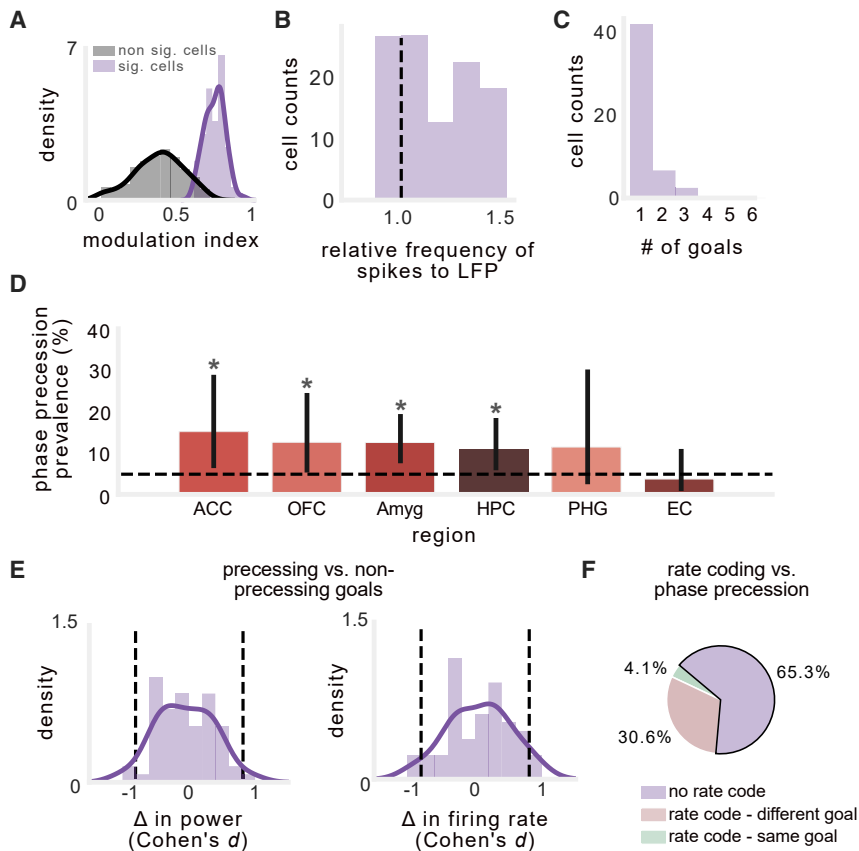 A
7
non sig. cells
sig. cells
density
0
0
0.5
1
modulation index
B
cell counts
20
10
0
1.0
1.5
relative frequency of
spikes to LFP
C
cell counts
40
20
0
1 2 3 4 5 6
# of goals
D
phase precession
prevalence (%)
40
30
20
10
0
*
*
*
*
ACC OFC Amyg HPC PHG EC
region
E
precessing vs. non-
precessing goals
1.5
density
0
-1 0 1
Δ in power
(Cohen's d)
1.5
density
0
-1 0 1
Δ in firing rate
(Cohen's d)
F
rate coding vs.
phase precession
4.1%
65.3%
30.6%
no rate code
rate code - different goal
rate code - same goal